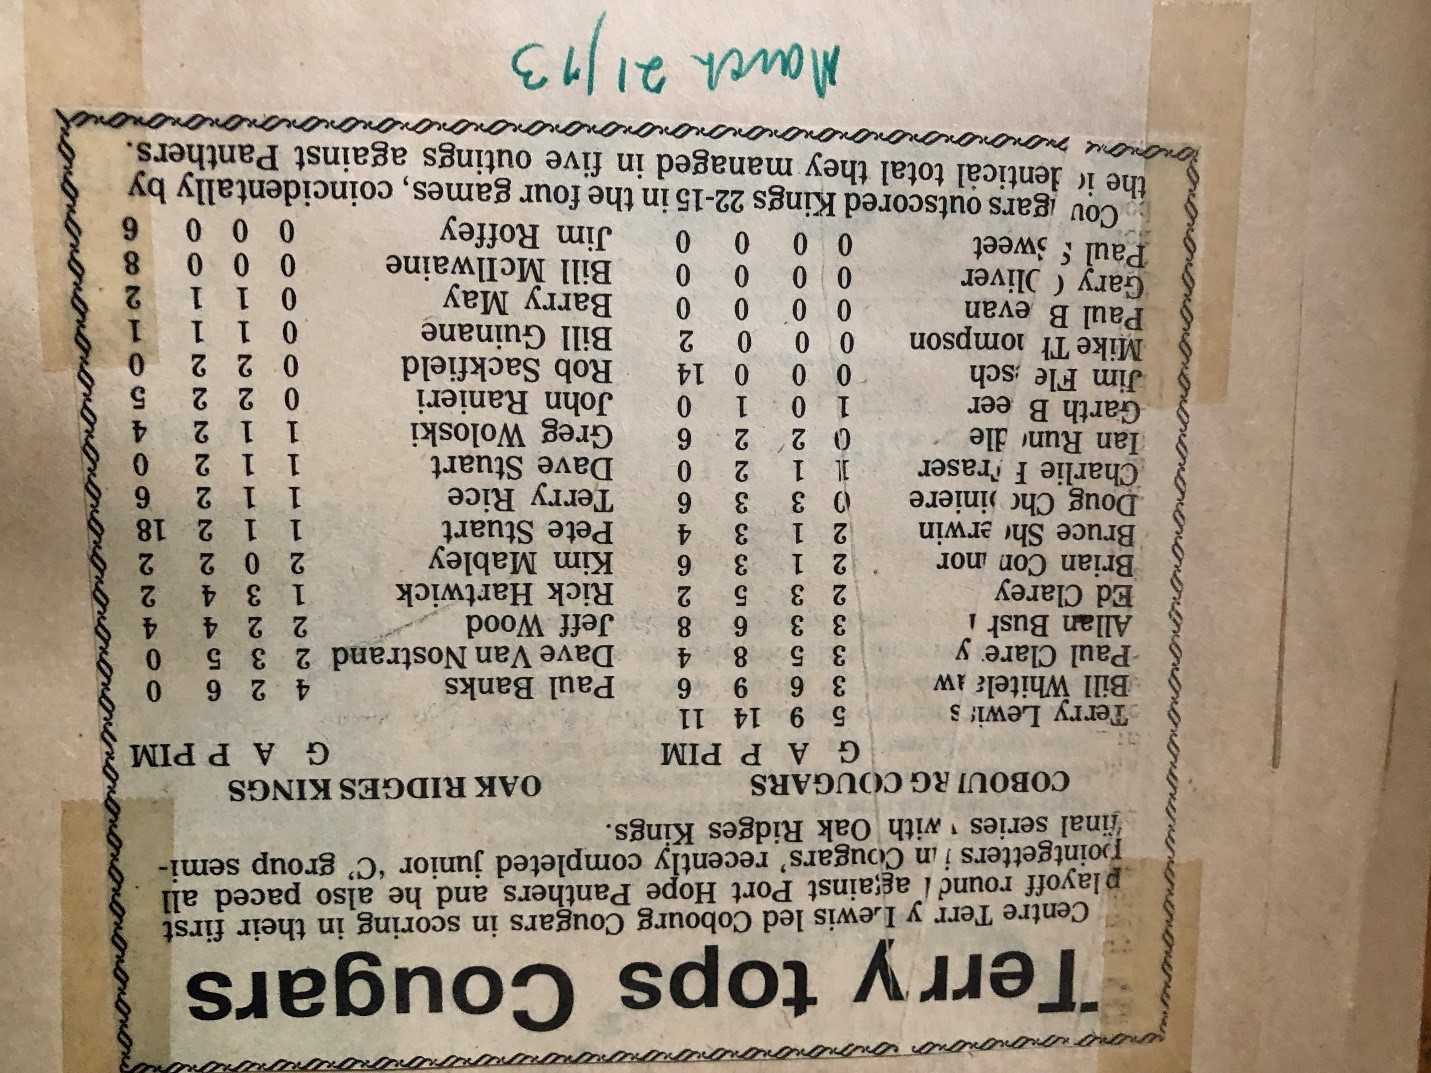 Terry tops Cougars
Centre Terry Lewis led Cobourg Cougars in scoring in their first
playoff round against Port Hope Panthers and he also paced all
pointgetters in Cougars' recently completed junior 'C' group semi-
final series with Oak Ridges Kings.
COBOURG COUGARS
G A P PIM
Terry Lewis 5 9 14 11
Bill Whitelaw 3 6 9 6
Paul Clarey 3 5 8 4
Allan Bush 3 3 6 8
Ed Clarey 2 3 5 2
Brian Connor 2 1 3 6
Bruce Sherwin 2 1 3 4
Doug Choiniere 0 3 3 6
Charlie Fraser 1 1 2 0
Ian Rundle 0 2 2 6
Garth Beer 1 0 1 0
Jim Flesch 0 0 0 14
Mike Thompson 0 0 0 2
Paul Bevan 0 0 0 0
Gary Oliver 0 0 0 0
Paul Sweet 0 0 0 0
OAK RIDGES KINGS
G A P PIM
Paul Banks 4 2 6 0
Dave Van Nostrand 2 3 5 0
Jeff Wood 2 2 4 4
Rick Hartwick 1 3 4 2
Kim Mabley 2 0 2 2
Pete Stuart 1 1 2 18
Terry Rice 1 1 2 6
Dave Stuart 1 1 2 0
Greg Woloski 1 1 2 4
John Ranieri 0 2 2 5
Rob Sackfield 0 2 2 0
Bill Guinane 0 1 1 1
Barry May 0 1 1 2
Bill McIlwaine 0 0 0 8
Jim Roffey 0 0 0 6
Cougars outscored Kings 22-15 in the four games, coincidentally by
the identical total they managed in five outings against Panthers.
March 21/73